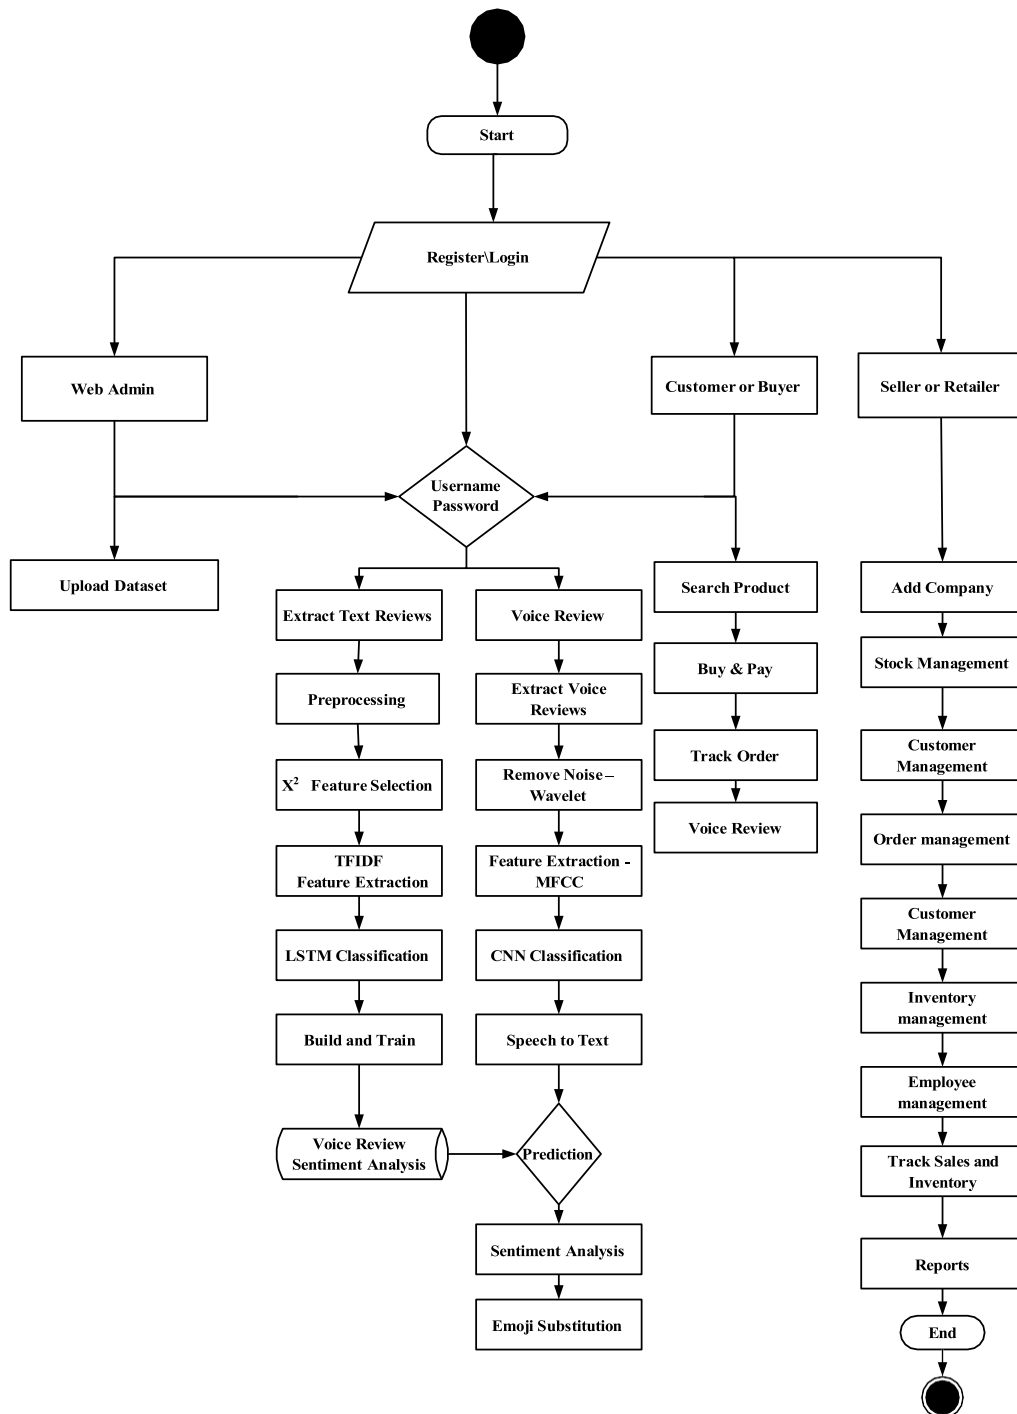 Start
Register\Login
Web Admin
Customer or Buyer
Seller or Retailer
Username
Password
Upload Dataset
Extract Text Reviews
Voice Review
Search Product
Add Company
Preprocessing
Extract Voice
Reviews
Buy & Pay
Stock Management
X² Feature Selection
Remove Noise –
Wavelet
Track Order
Customer
Management
TFIDF
Feature Extraction
Feature Extraction -
MFCC
Voice Review
Order management
LSTM Classification
CNN Classification
Customer
Management
Build and Train
Speech to Text
Inventory
management
Employee
management
Voice Review
Sentiment Analysis
Prediction
Track Sales and
Inventory
Sentiment Analysis
Reports
Emoji Substitution
End